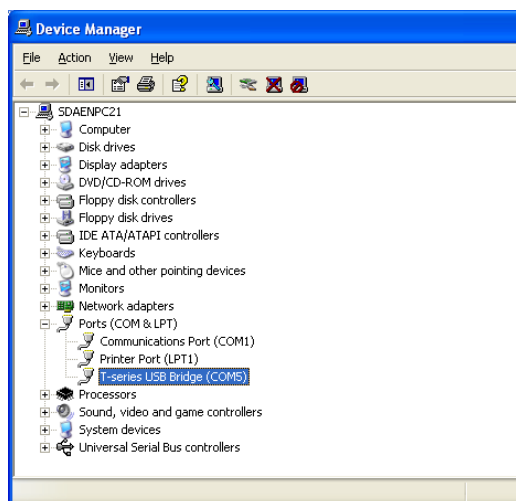 Device Manager
File Action View Help
SDAENPC21
Computer
Disk drives
Display adapters
DVD/CD-ROM drives
Floppy disk controllers
Floppy disk drives
IDE ATA/ATAPI controllers
Keyboards
Mice and other pointing devices
Monitors
Network adapters
Ports (COM & LPT)
Communications Port (COM1)
Printer Port (LPT1)
T-series USB Bridge (COM5)
Processors
Sound, video and game controllers
System devices
Universal Serial Bus controllers